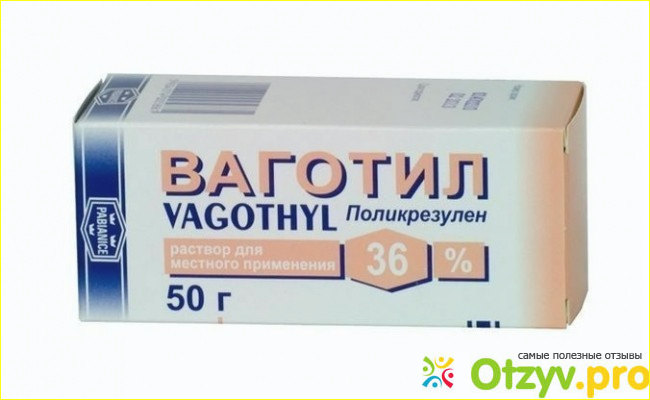 ВАГОТИЛ
VAGOTHYL Поликрезулен
раствор для
местного применения
36 %
50 г
PABIANICE
самые полезные отзывы
Otzyv.pro